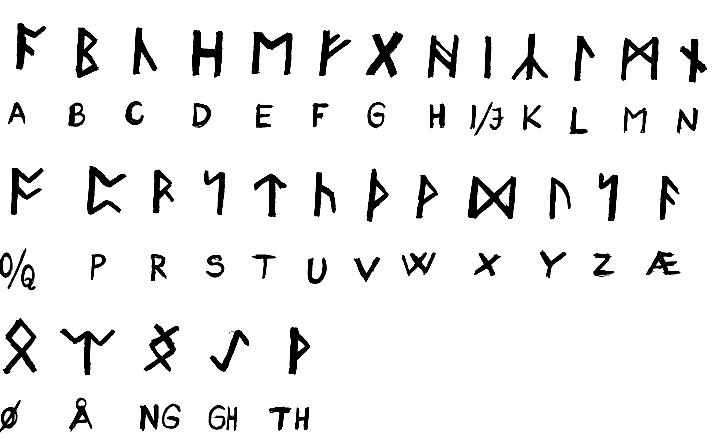 ᚩ ᛒ ᚳ ᚺ ᛖ ᚠ ᚷ ᚻ ᛁ ᛣ ᛚ ᛗ ᚾ
A B C D E F G H I/J K L M N
ᚩ ᛈ ᚱ ᛋ ᛏ ᚢ ᚦ ᚹ ᛞ ᚢ ᛋ ᚨ
O/Q P R S T U V W X Y Z Æ
ᛟ ᛠ ᛝ ᛇ ᚦ
Ø Å NG GH TH